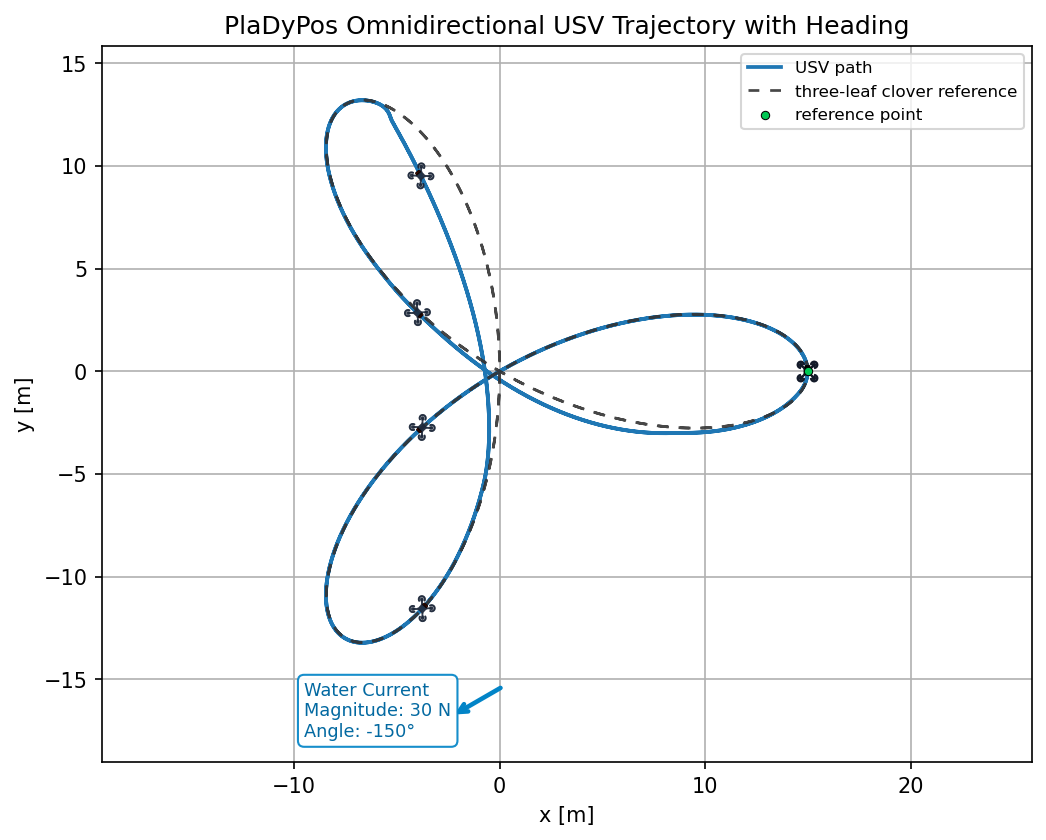 PlaDyPos Omnidirectional USV Trajectory with Heading
USV path
three-leaf clover reference
reference point
15
10
5
0
−5
−10
−15
y [m]
Water Current
Magnitude: 30 N
Angle: -150°
−10
0
10
20
x [m]